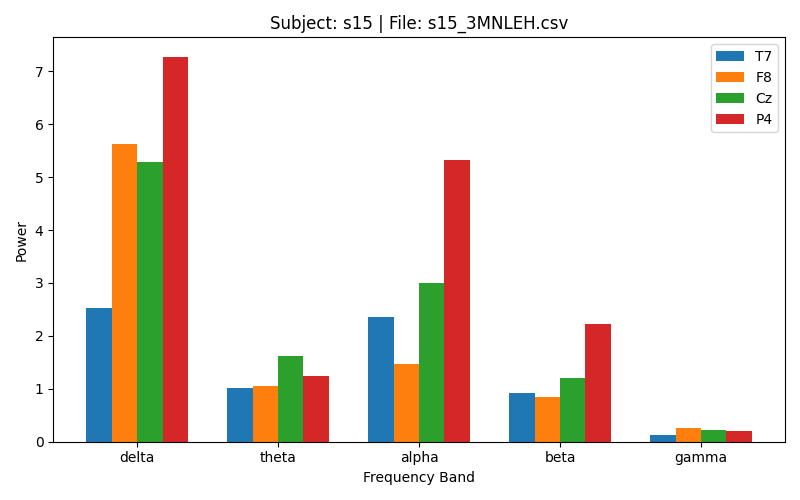 Subject: s15 | File: s15_3MNLEH.csv
T7
F8
Cz
P4
7
6
5
4
3
2
1
0
Power
delta theta alpha beta gamma
Frequency Band